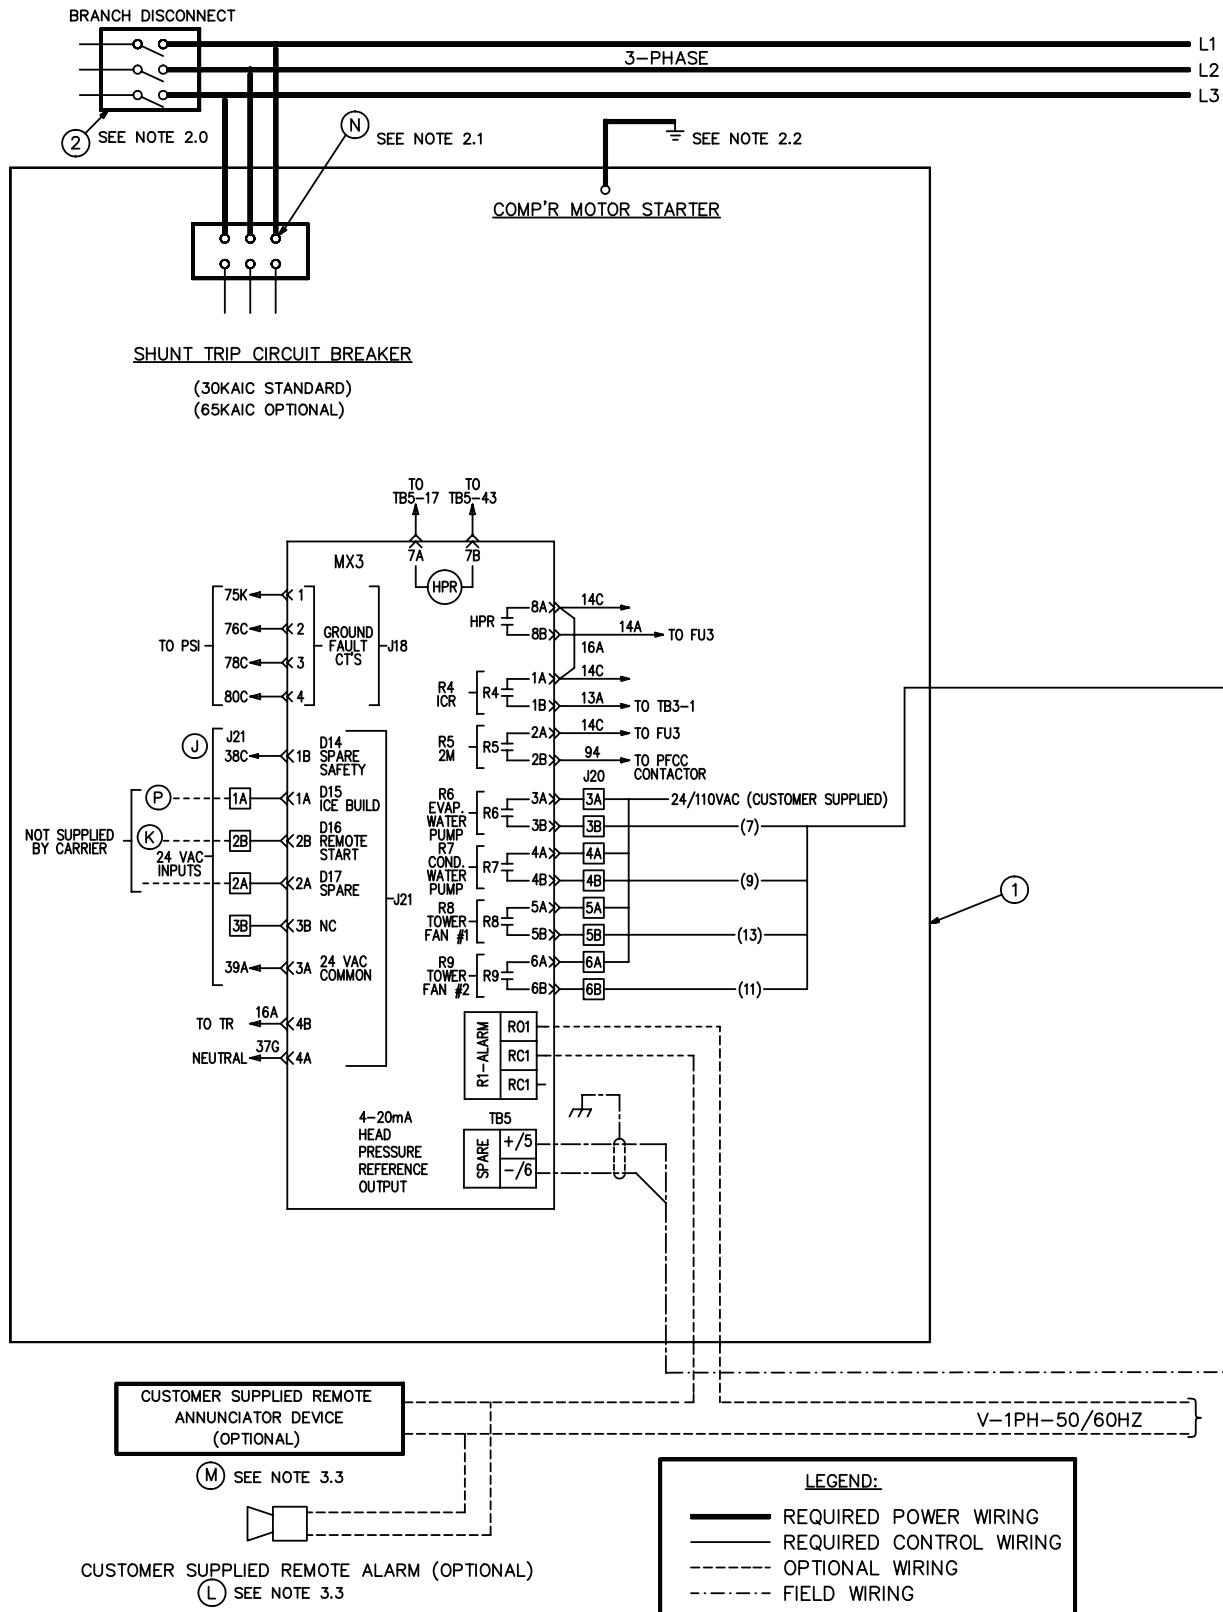 BRANCH DISCONNECT
L1
3-PHASE
L2
L3
2 SEE NOTE 2.0
N SEE NOTE 2.1
SEE NOTE 2.2
COMP'R MOTOR STARTER
SHUNT TRIP CIRCUIT BREAKER
(30KAIC STANDARD)
(65KAIC OPTIONAL)
TO TB5-17
TO TB5-43
7A
7B
MX3
HPR
TO PSI
75K 1
76C 2
78C 3
80C 4
GROUND FAULT CT'S
J18
HPR
8A 14C
8B 14A TO FU3
16A
R4 ICR
R4
1A 14C
1B 13A TO TB3-1
R5 2M
R5
2A 14C TO FU3
2B 94 TO PFCC CONTACTOR
J20
J
J21
38C 1B D14 SPARE SAFETY
P 1A 1A D15 ICE BUILD
NOT SUPPLIED BY CARRIER
K 2B 2B D16 REMOTE START
24 VAC INPUTS
2A 2A D17 SPARE
3B 3B NC
39A 3A 24 VAC COMMON
J21
TO TR 16A 4B
NEUTRAL 37G 4A
R6 EVAP. WATER PUMP
R6
3A 3A 24/110VAC (CUSTOMER SUPPLIED)
3B 3B (7)
R7 COND. WATER PUMP
R7
4A 4A
4B 4B (9)
R8 TOWER FAN #1
R8
5A 5A
5B 5B (13)
R9 TOWER FAN #2
R9
6A 6A
6B 6B (11)
1
R1-ALARM
RO1
RC1
RC1
4-20mA
HEAD
PRESSURE
REFERENCE
OUTPUT
TB5
SPARE
+/5
-/6
CUSTOMER SUPPLIED REMOTE
ANNUNCIATOR DEVICE
(OPTIONAL)
V-1PH-50/60HZ
M SEE NOTE 3.3
CUSTOMER SUPPLIED REMOTE ALARM (OPTIONAL)
L SEE NOTE 3.3
LEGEND:
REQUIRED POWER WIRING
REQUIRED CONTROL WIRING
OPTIONAL WIRING
FIELD WIRING